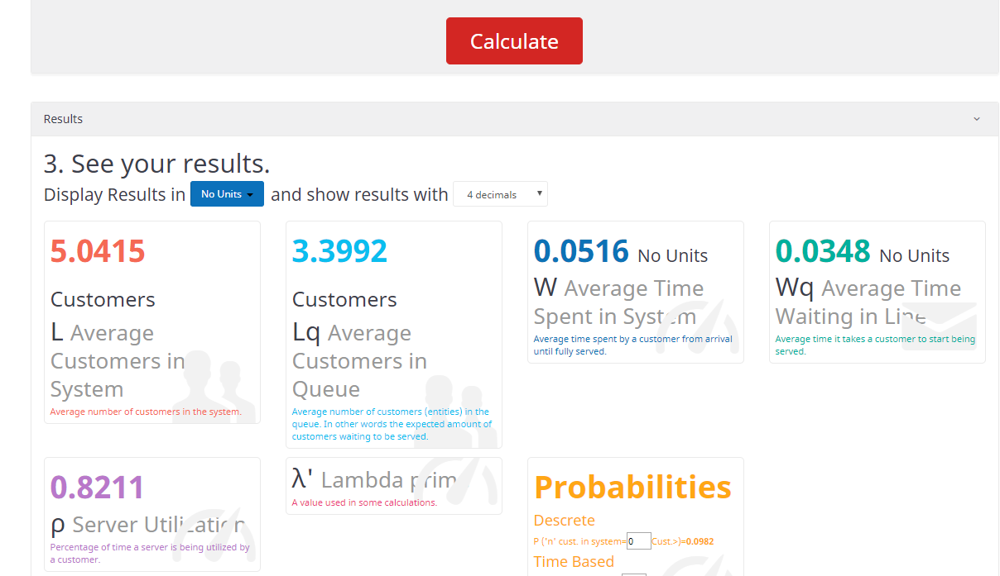 Calculate
Results
3. See your results.
Display Results in No Units and show results with 4 decimals
5.0415
Customers
L Average
Customers in
System
Average number of customers in the system.
3.3992
Customers
Lq Average
Customers in
Queue
Average number of customers (entities) in the
queue. In other words the expected amount of
customers waiting to be served.
0.0516 No Units
W Average Time
Spent in System
Average time spent by a customer from arrival
until fully served.
0.0348 No Units
Wq Average Time
Waiting in Line
Average time it takes a customer to start being
served.
0.8211
ρ Server Utilization
Percentage of time a server is being utilized by
a customer.
λ' Lambda prim
A value used in some calculations.
Probabilities
Descrete
P ('n' cust. in system= 0 Cust.>)=0.0982
Time Based